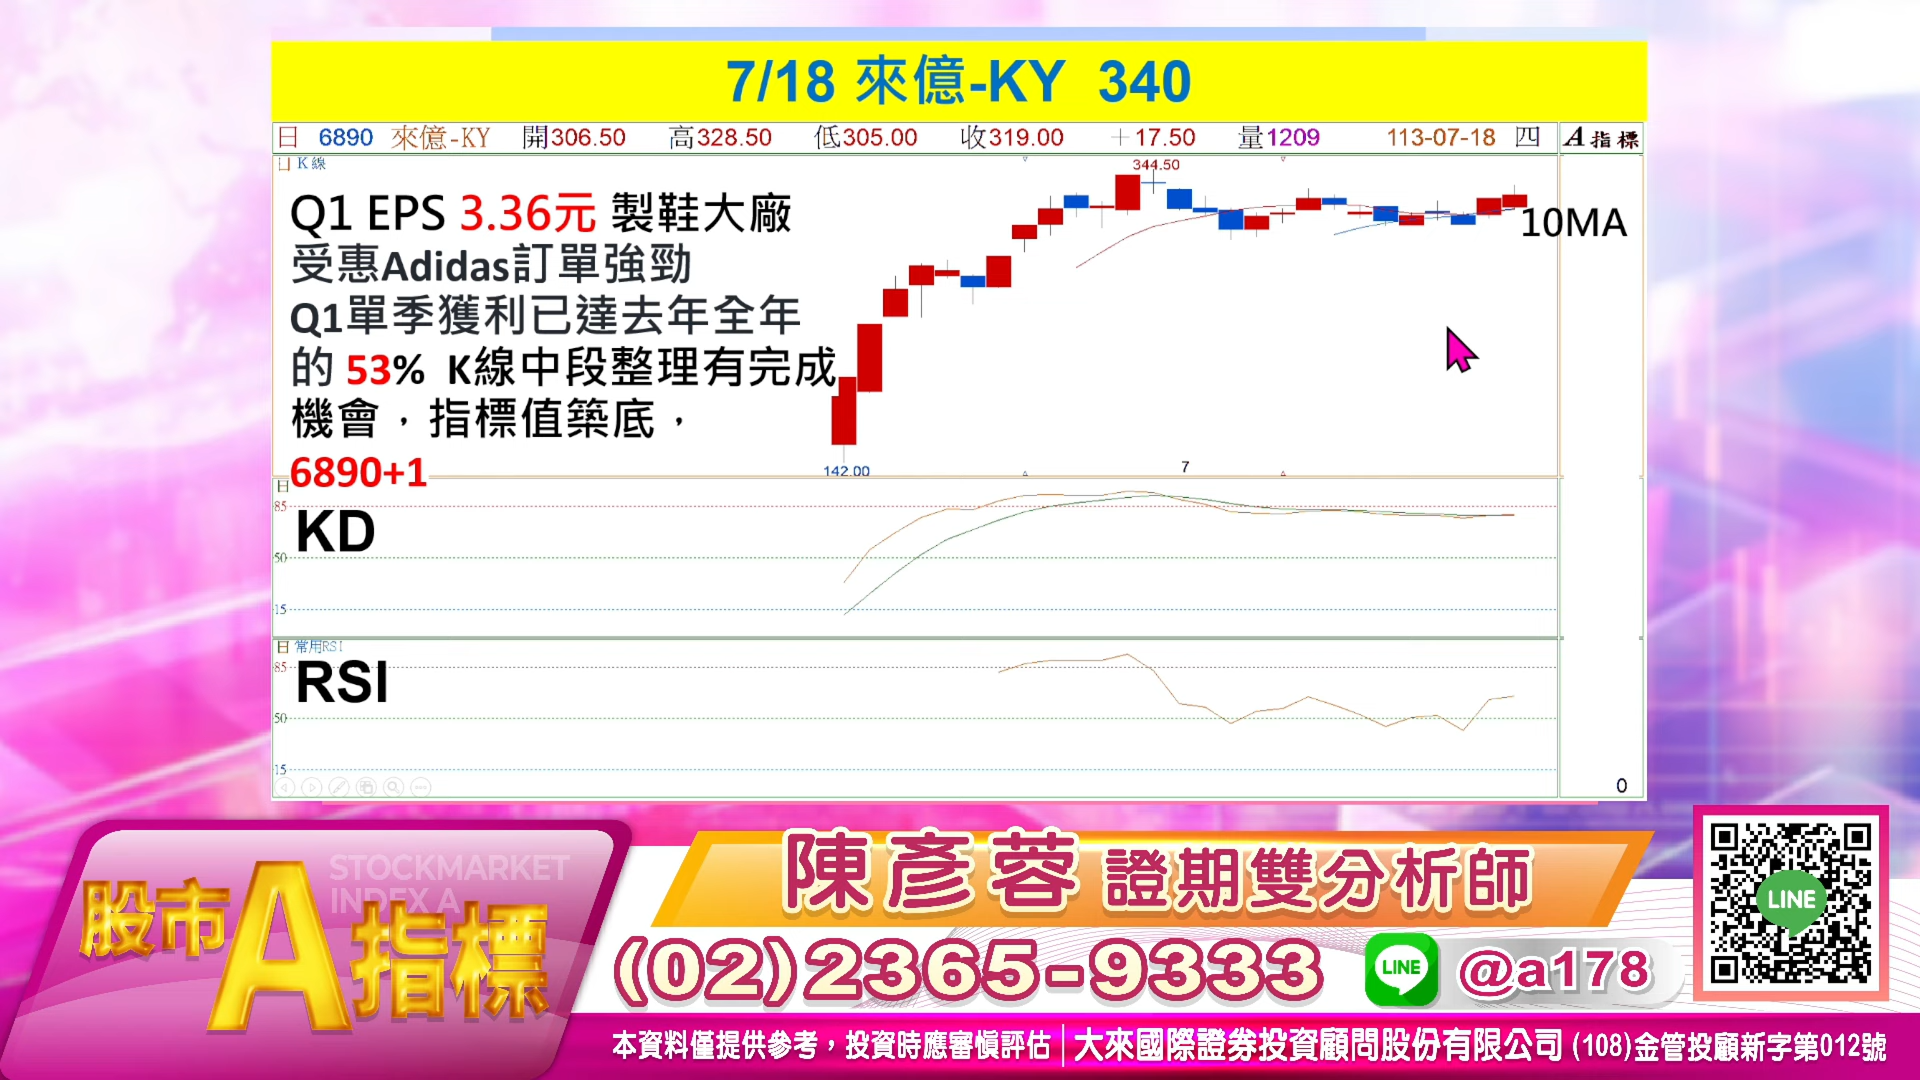 7/18 來億-KY 340
日 6890 來億-KY 開306.50 高328.50 低305.00 收319.00 +17.50 量1209 113-07-18 四 A指標
日K線
344.50
Q1 EPS 3.36元 製鞋大廠
受惠Adidas訂單強勁
Q1單季獲利已達去年全年
的 53% K線中段整理有完成
機會，指標值築底，
6890+1
10MA
142.00
7
日
85
KD
50
15
日 常用RSI
85
RSI
50
15
0
STOCKMARKET
INDEX A
股市A指標
陳彥蓉 證期雙分析師
(02)2365-9333
LINE @a178
LINE
本資料僅提供參考，投資時應審慎評估 | 大來國際證券投資顧問股份有限公司 (108)金管投顧新字第012號